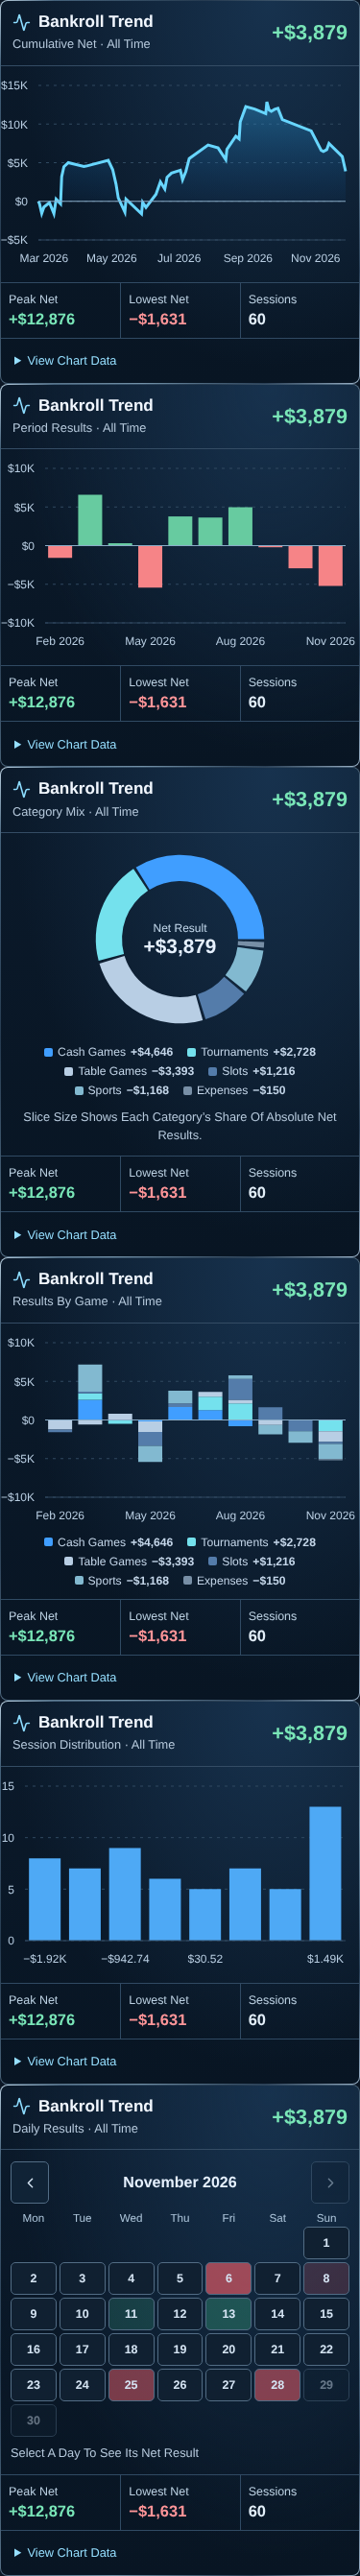 Bankroll Trend
+$3,879
Cumulative Net · All Time
$15K
$10K
$5K
$0
−$5K
Mar 2026 May 2026 Jul 2026 Sep 2026 Nov 2026
Peak Net Lowest Net Sessions
+$12,876 −$1,631 60
View Chart Data
Bankroll Trend
+$3,879
Period Results · All Time
$10K
$5K
$0
−$5K
−$10K
Feb 2026 May 2026 Aug 2026 Nov 2026
Peak Net Lowest Net Sessions
+$12,876 −$1,631 60
View Chart Data
Bankroll Trend
+$3,879
Category Mix · All Time
Net Result
+$3,879
Cash Games +$4,646 Tournaments +$2,728
Table Games −$3,393 Slots +$1,216
Sports −$1,168 Expenses −$150
Slice Size Shows Each Category's Share Of Absolute Net
Results.
Peak Net Lowest Net Sessions
+$12,876 −$1,631 60
View Chart Data
Bankroll Trend
+$3,879
Results By Game · All Time
$10K
$5K
$0
−$5K
−$10K
Feb 2026 May 2026 Aug 2026 Nov 2026
Cash Games +$4,646 Tournaments +$2,728
Table Games −$3,393 Slots +$1,216
Sports −$1,168 Expenses −$150
Peak Net Lowest Net Sessions
+$12,876 −$1,631 60
View Chart Data
Bankroll Trend
+$3,879
Session Distribution · All Time
15
10
5
0
−$1.92K −$942.74 $30.52 $1.49K
Peak Net Lowest Net Sessions
+$12,876 −$1,631 60
View Chart Data
Bankroll Trend
+$3,879
Daily Results · All Time
November 2026
Mon Tue Wed Thu Fri Sat Sun
1
2 3 4 5 6 7 8
9 10 11 12 13 14 15
16 17 18 19 20 21 22
23 24 25 26 27 28 29
30
Select A Day To See Its Net Result
Peak Net Lowest Net Sessions
+$12,876 −$1,631 60
View Chart Data